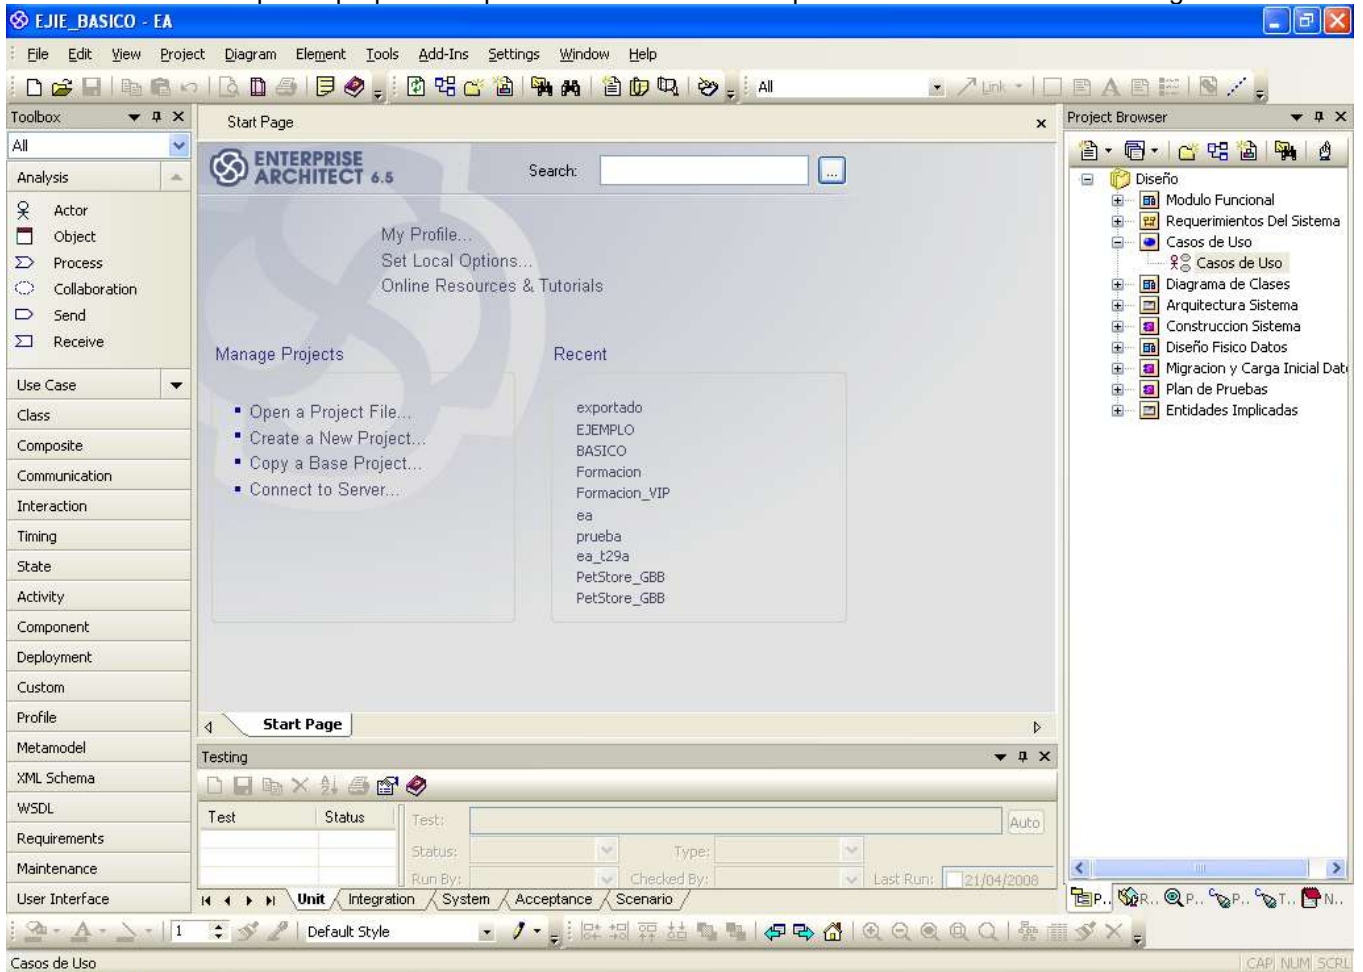 EJIE_BASICO - EA
File Edit View Project Diagram Element Tools Add-Ins Settings Window Help
All Link
Toolbox
All
Analysis
Actor
Object
Process
Collaboration
Send
Receive
Use Case
Class
Composite
Communication
Interaction
Timing
State
Activity
Component
Deployment
Custom
Profile
Metamodel
XML Schema
WSDL
Requirements
Maintenance
User Interface
Start Page
ENTERPRISE
ARCHITECT 6.5
Search: ...
My Profile...
Set Local Options...
Online Resources & Tutorials
Manage Projects
Open a Project File...
Create a New Project...
Copy a Base Project...
Connect to Server...
Recent
exportado
EJEMPLO
BASICO
Formacion
Formacion_VIP
ea
prueba
ea_t29a
PetStore_GBB
PetStore_GBB
Start Page
Testing
Test Status Test: Auto
Status: Type:
Run By: Checked By: Last Run: 21/04/2008
Unit Integration System Acceptance Scenario
Project Browser
Diseño
Modulo Funcional
Requerimientos Del Sistema
Casos de Uso
Casos de Uso
Diagrama de Clases
Arquitectura Sistema
Construccion Sistema
Diseño Fisico Datos
Migracion y Carga Inicial Dat
Plan de Pruebas
Entidades Implicadas
P.. R.. P.. P.. T.. N..
1 Default Style
Casos de Uso CAP NUM SCRL